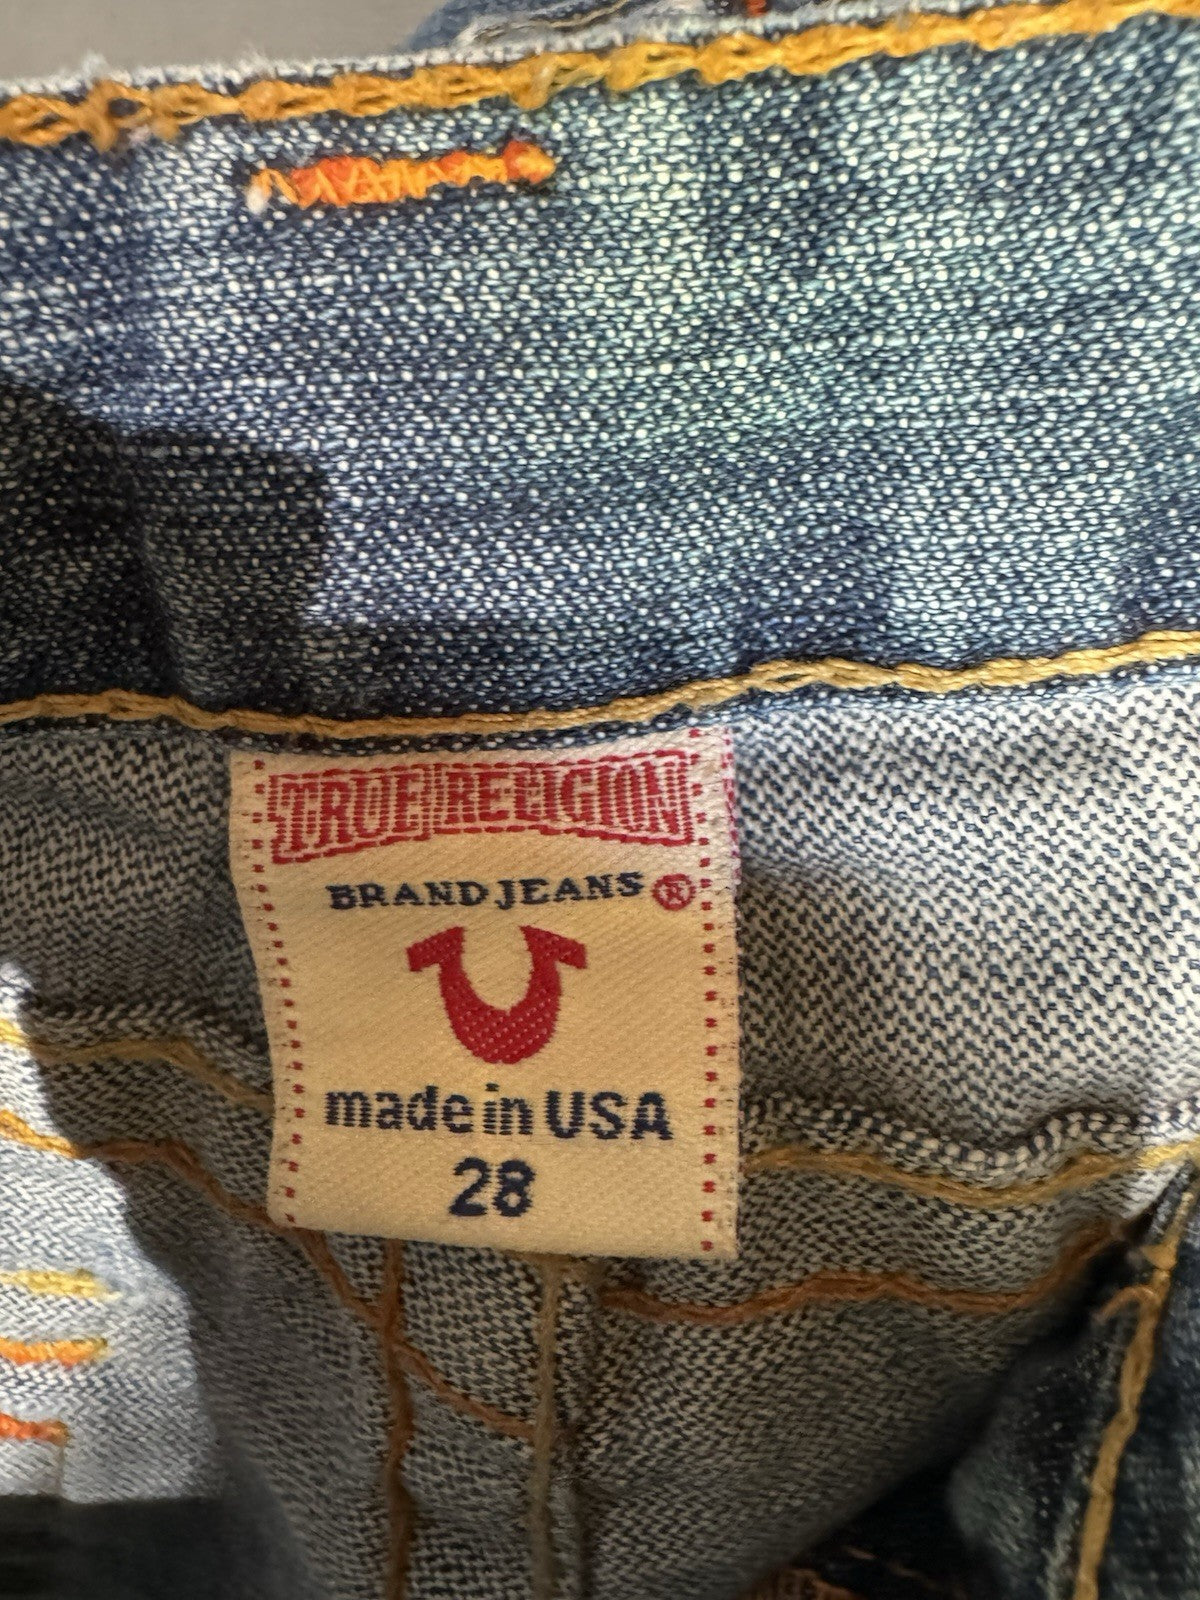 TRUE RELIGION
BRAND JEANS ®
made in USA
28